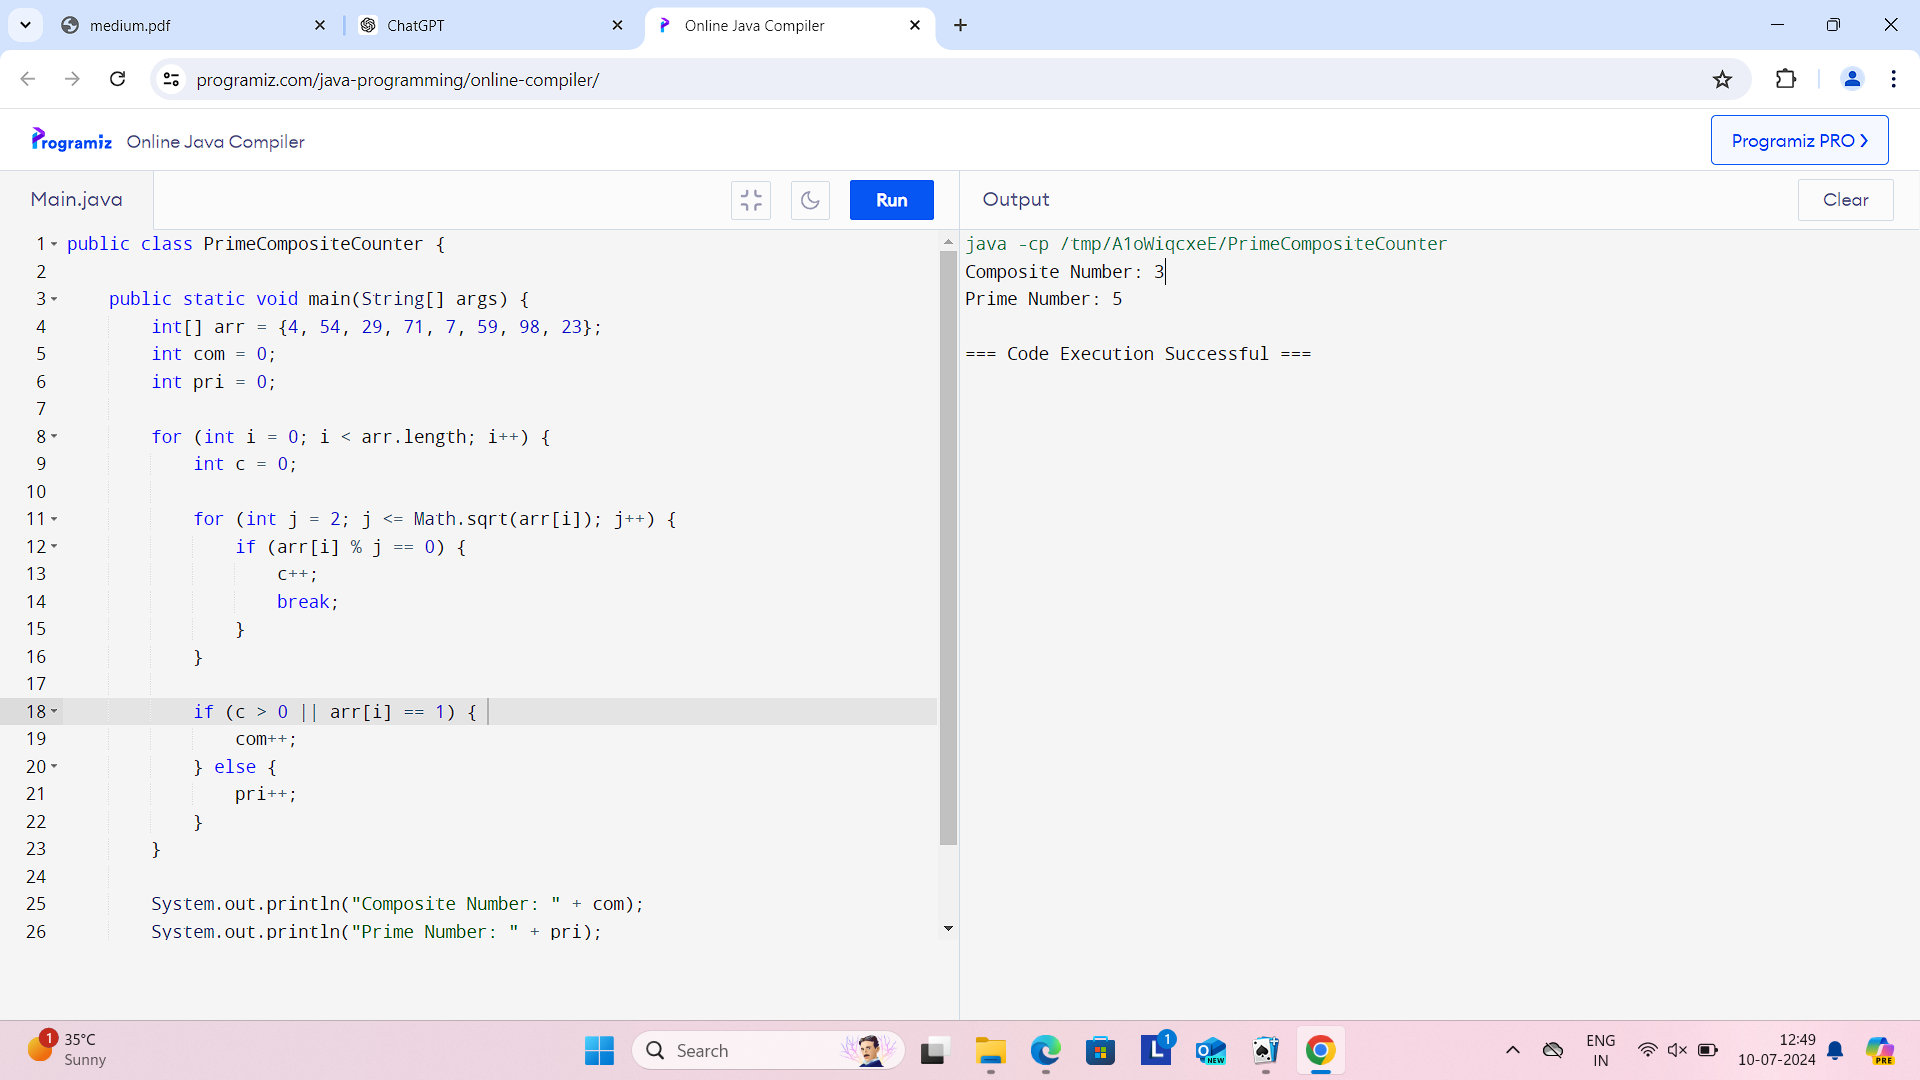 medium.pdf
ChatGPT
Online Java Compiler
programiz.com/java-programming/online-compiler/
Programiz Online Java Compiler
Programiz PRO
Main.java
Run
Output
Clear
1 public class PrimeCompositeCounter {
2
3 public static void main(String[] args) {
4 int[] arr = {4, 54, 29, 71, 7, 59, 98, 23};
5 int com = 0;
6 int pri = 0;
7
8 for (int i = 0; i < arr.length; i++) {
9 int c = 0;
10
11 for (int j = 2; j <= Math.sqrt(arr[i]); j++) {
12 if (arr[i] % j == 0) {
13 c++;
14 break;
15 }
16 }
17
18 if (c > 0 || arr[i] == 1) {
19 com++;
20 } else {
21 pri++;
22 }
23 }
24
25 System.out.println("Composite Number: " + com);
26 System.out.println("Prime Number: " + pri);
java -cp /tmp/A1oWiqcxeE/PrimeCompositeCounter
Composite Number: 3
Prime Number: 5
=== Code Execution Successful ===
1
35°C
Sunny
Search
L
1
NEW
ENG
IN
12:49
10-07-2024
PRE